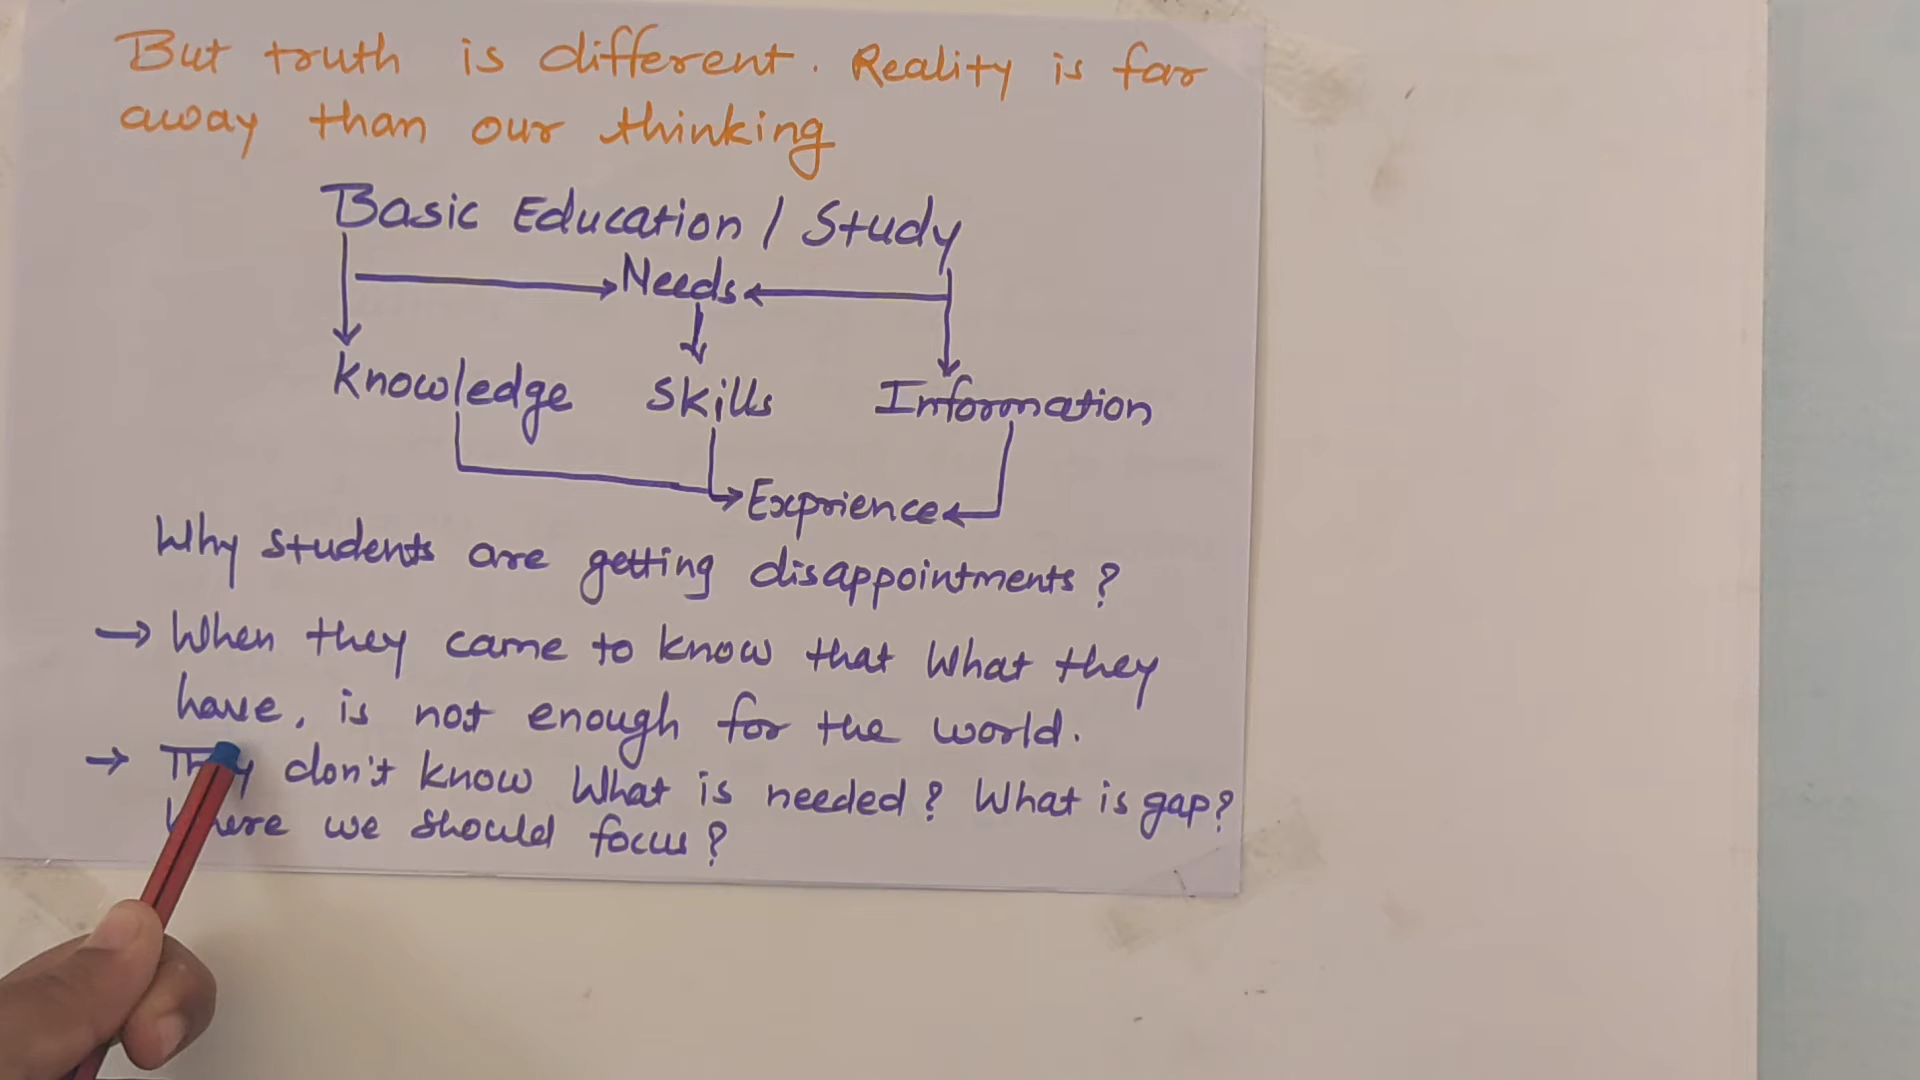 But truth is different. Reality is far
away than our thinking
Basic Education / Study
Needs
Knowledge Skills Information
Exprience
Why students are getting disappointments?
→ When they came to know that What they
have, is not enough for the world.
→ They don't know What is needed? What is gap?
Where we should focus?